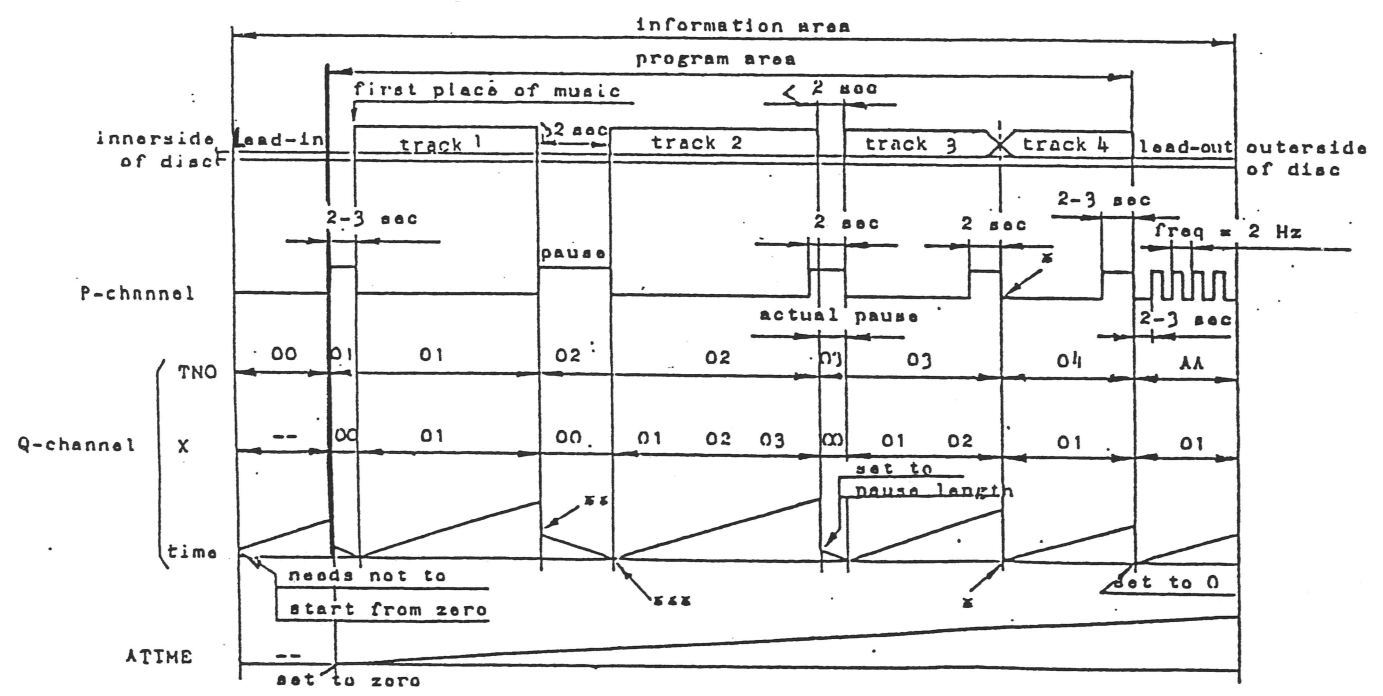 information area
program area
first place of music
< 2 sec
innerside
of disc
Lead-in
track 1
>2 sec
track 2
track 3
track 4
lead-out
outerside
of disc
2-3 sec
pause
2 sec
2 sec
2-3 sec
freq = 2 Hz
*
P-channel
actual pause
2-3 sec
TNO
00
01
01
02
02
03
03
04
AA
Q-channel
X
--
00
01
00
01
02
03
00
01
02
01
01
set to
pause length
**
time
needs not to
start from zero
***
*
set to 0
ATIME
--
set to zero